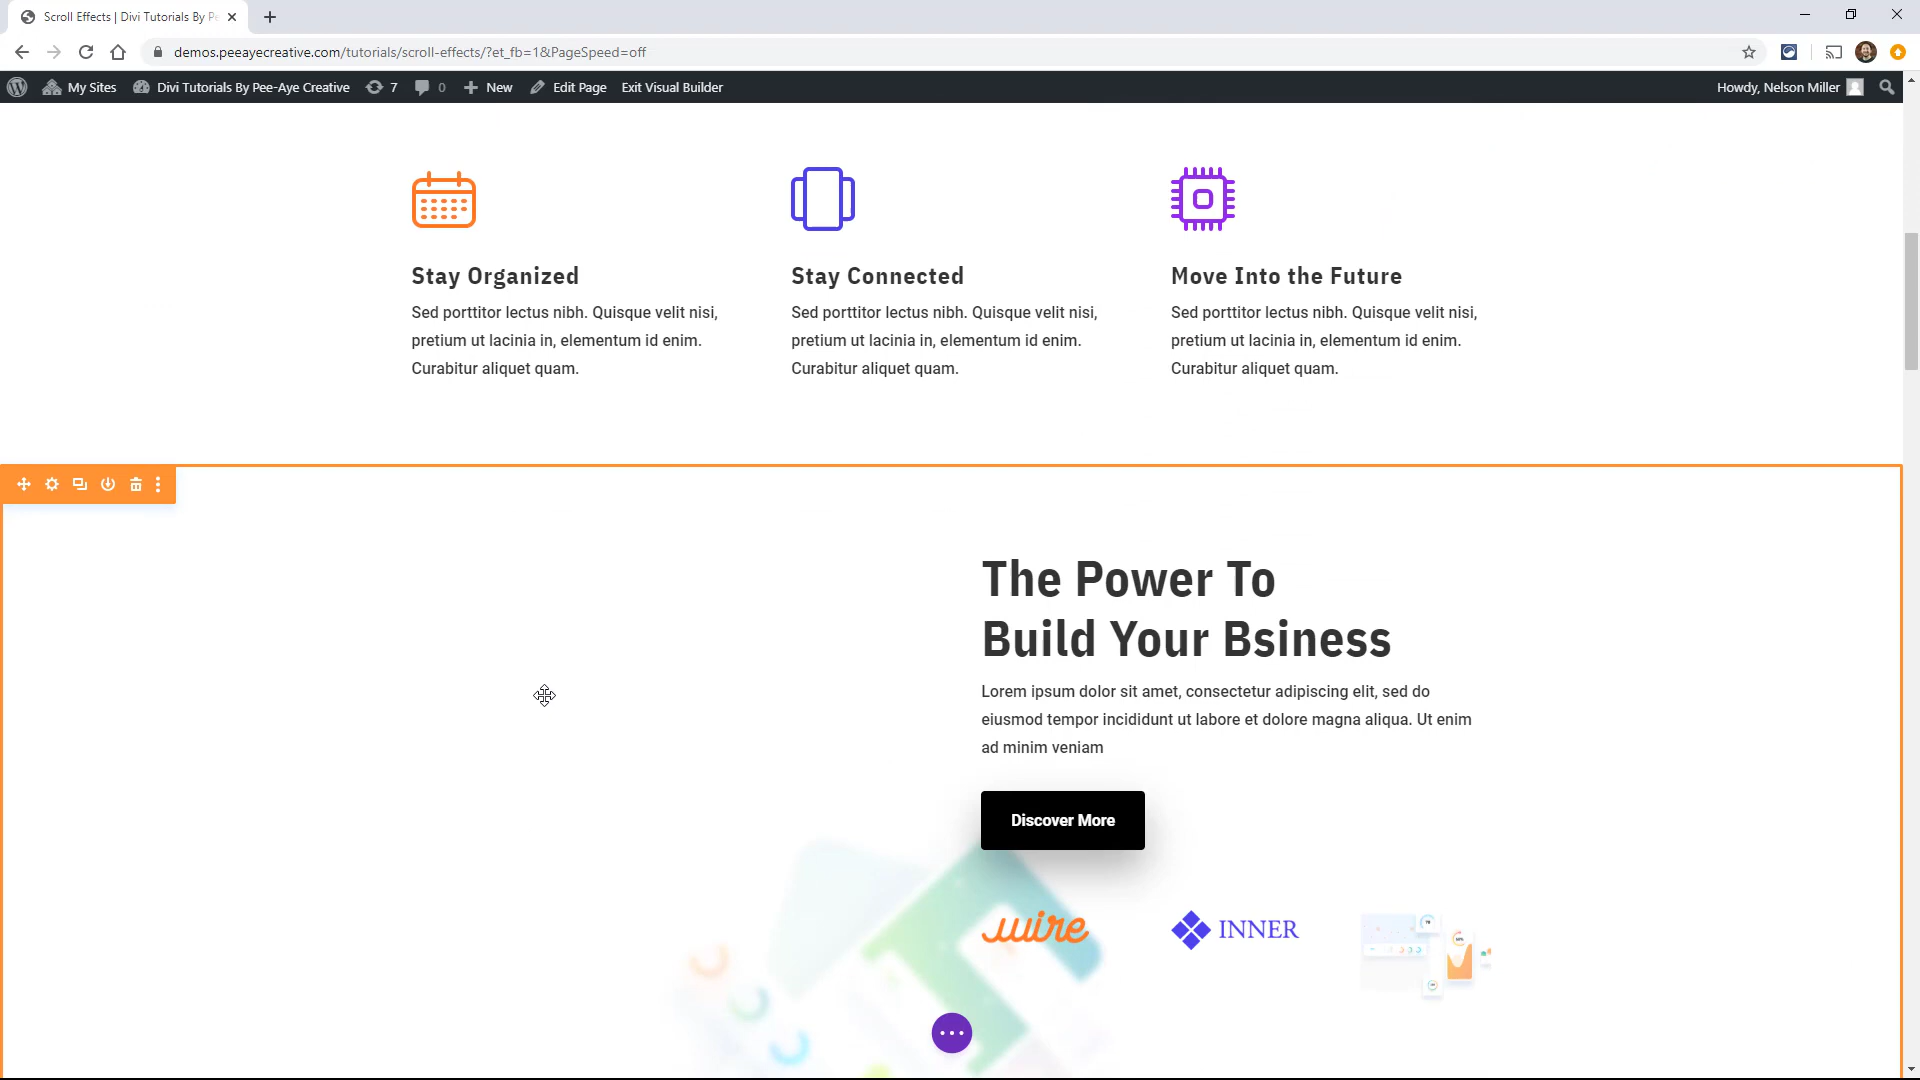 Scroll Effects | Divi Tutorials By Pe
demos.peeayecreative.com/tutorials/scroll-effects/?et_fb=1&PageSpeed=off
My Sites Divi Tutorials By Pee-Aye Creative 7 0 New Edit Page Exit Visual Builder Howdy, Nelson Miller
Stay Organized
Sed porttitor lectus nibh. Quisque velit nisi,
pretium ut lacinia in, elementum id enim.
Curabitur aliquet quam.
Stay Connected
Sed porttitor lectus nibh. Quisque velit nisi,
pretium ut lacinia in, elementum id enim.
Curabitur aliquet quam.
Move Into the Future
Sed porttitor lectus nibh. Quisque velit nisi,
pretium ut lacinia in, elementum id enim.
Curabitur aliquet quam.
The Power To
Build Your Bsiness
Lorem ipsum dolor sit amet, consectetur adipiscing elit, sed do
eiusmod tempor incididunt ut labore et dolore magna aliqua. Ut enim
ad minim veniam
Discover More
wire
INNER